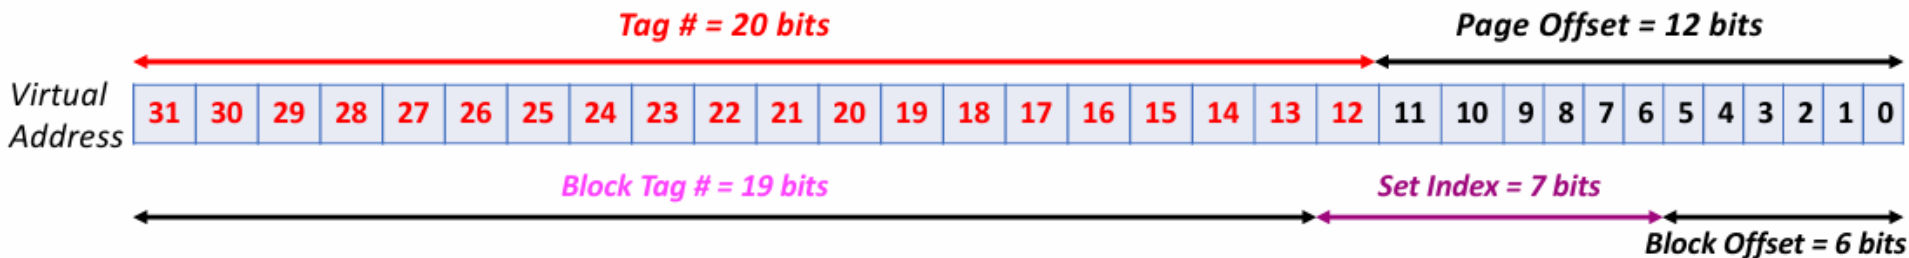 Tag # = 20 bits
Page Offset = 12 bits
Virtual
Address
31 30 29 28 27 26 25 24 23 22 21 20 19 18 17 16 15 14 13 12 11 10 9 8 7 6 5 4 3 2 1 0
Block Tag # = 19 bits
Set Index = 7 bits
Block Offset = 6 bits